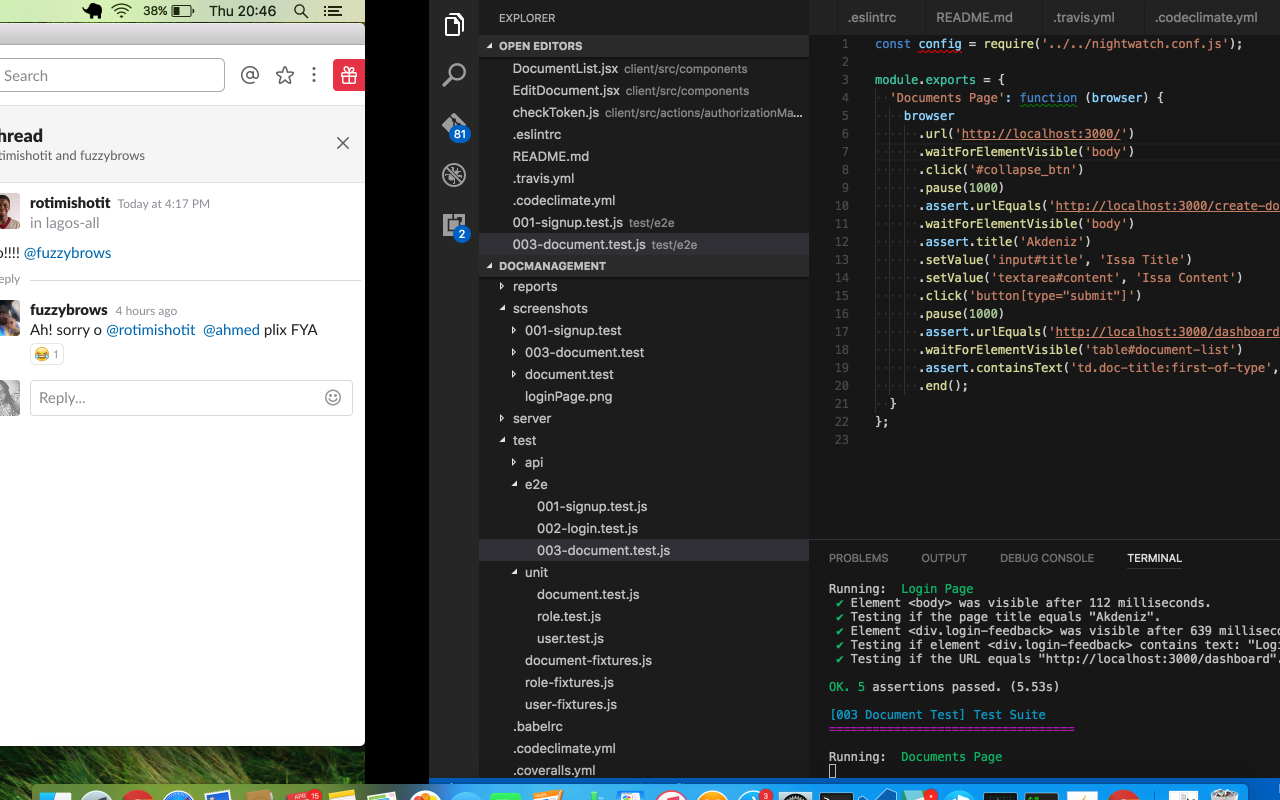 38% Thu 20:46
Search
hread
timishotit and fuzzybrows
rotimishotit Today at 4:17 PM
in lagos-all
o!!!! @fuzzybrows
eply
fuzzybrows 4 hours ago
Ah! sorry o @rotimishotit @ahmed plix FYA
1
Reply...
81
2
EXPLORER
OPEN EDITORS
DocumentList.jsx client/src/components
EditDocument.jsx client/src/components
checkToken.js client/src/actions/authorizationMa...
.eslintrc
README.md
.travis.yml
.codeclimate.yml
001-signup.test.js test/e2e
003-document.test.js test/e2e
DOCMANAGEMENT
reports
screenshots
001-signup.test
003-document.test
document.test
loginPage.png
server
test
api
e2e
001-signup.test.js
002-login.test.js
003-document.test.js
unit
document.test.js
role.test.js
user.test.js
document-fixtures.js
role-fixtures.js
user-fixtures.js
.babelrc
.codeclimate.yml
.coveralls.yml
.eslintrc README.md .travis.yml .codeclimate.yml
1 const config = require('../../nightwatch.conf.js');
2
3 module.exports = {
4 'Documents Page': function (browser) {
5 browser
6 .url('http://localhost:3000/')
7 .waitForElementVisible('body')
8 .click('#collapse_btn')
9 .pause(1000)
10 .assert.urlEquals('http://localhost:3000/create-do
11 .waitForElementVisible('body')
12 .assert.title('Akdeniz')
13 .setValue('input#title', 'Issa Title')
14 .setValue('textarea#content', 'Issa Content')
15 .click('button[type="submit"]')
16 .pause(1000)
17 .assert.urlEquals('http://localhost:3000/dashboard
18 .waitForElementVisible('table#document-list')
19 .assert.containsText('td.doc-title:first-of-type',
20 .end();
21 }
22 };
23
PROBLEMS OUTPUT DEBUG CONSOLE TERMINAL
Running: Login Page
✔ Element <body> was visible after 112 milliseconds.
✔ Testing if the page title equals "Akdeniz".
✔ Element <div.login-feedback> was visible after 639 millisec
✔ Testing if element <div.login-feedback> contains text: "Logi
✔ Testing if the URL equals "http://localhost:3000/dashboard".
OK. 5 assertions passed. (5.53s)
[003 Document Test] Test Suite
==================================
Running: Documents Page
APR 15
3